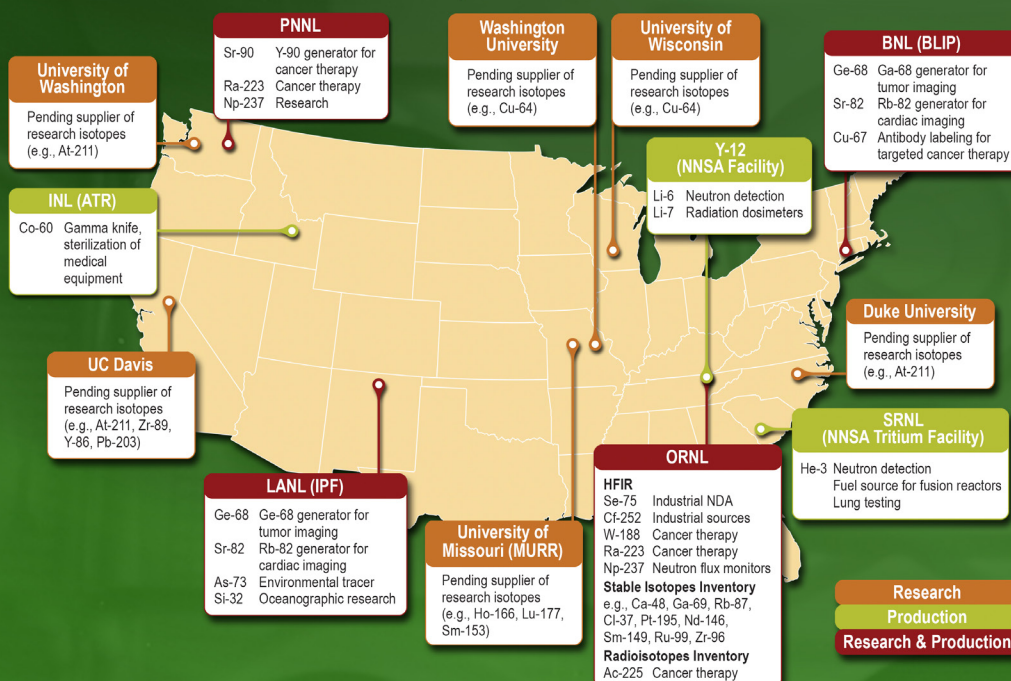 PNNL
Sr-90 Y-90 generator for
cancer therapy
Ra-223 Cancer therapy
Np-237 Research
Washington
University
Pending supplier of
research isotopes
(e.g., Cu-64)
University of
Wisconsin
Pending supplier of
research isotopes
(e.g., Cu-64)
BNL (BLIP)
Ge-68 Ga-68 generator for
tumor imaging
Sr-82 Rb-82 generator for
cardiac imaging
Cu-67 Antibody labeling for
targeted cancer therapy
University of
Washington
Pending supplier of
research isotopes
(e.g., At-211)
Y-12
(NNSA Facility)
Li-6 Neutron detection
Li-7 Radiation dosimeters
INL (ATR)
Co-60 Gamma knife,
sterilization of
medical
equipment
Duke University
Pending supplier of
research isotopes
(e.g., At-211)
UC Davis
Pending supplier of
research isotopes
(e.g., At-211, Zr-89,
Y-86, Pb-203)
SRNL
(NNSA Tritium Facility)
He-3 Neutron detection
Fuel source for fusion reactors
Lung testing
LANL (IPF)
Ge-68 Ge-68 generator for
tumor imaging
Sr-82 Rb-82 generator for
cardiac imaging
As-73 Environmental tracer
Si-32 Oceanographic research
University of
Missouri (MURR)
Pending supplier of
research isotopes
(e.g., Ho-166, Lu-177,
Sm-153)
ORNL
HFIR
Se-75 Industrial NDA
Cf-252 Industrial sources
W-188 Cancer therapy
Ra-223 Cancer therapy
Np-237 Neutron flux monitors
Stable Isotopes Inventory
e.g., Ca-48, Ga-69, Rb-87,
Cl-37, Pt-195, Nd-146,
Sm-149, Ru-99, Zr-96
Radioisotopes Inventory
Ac-225 Cancer therapy
Research
Production
Research & Production